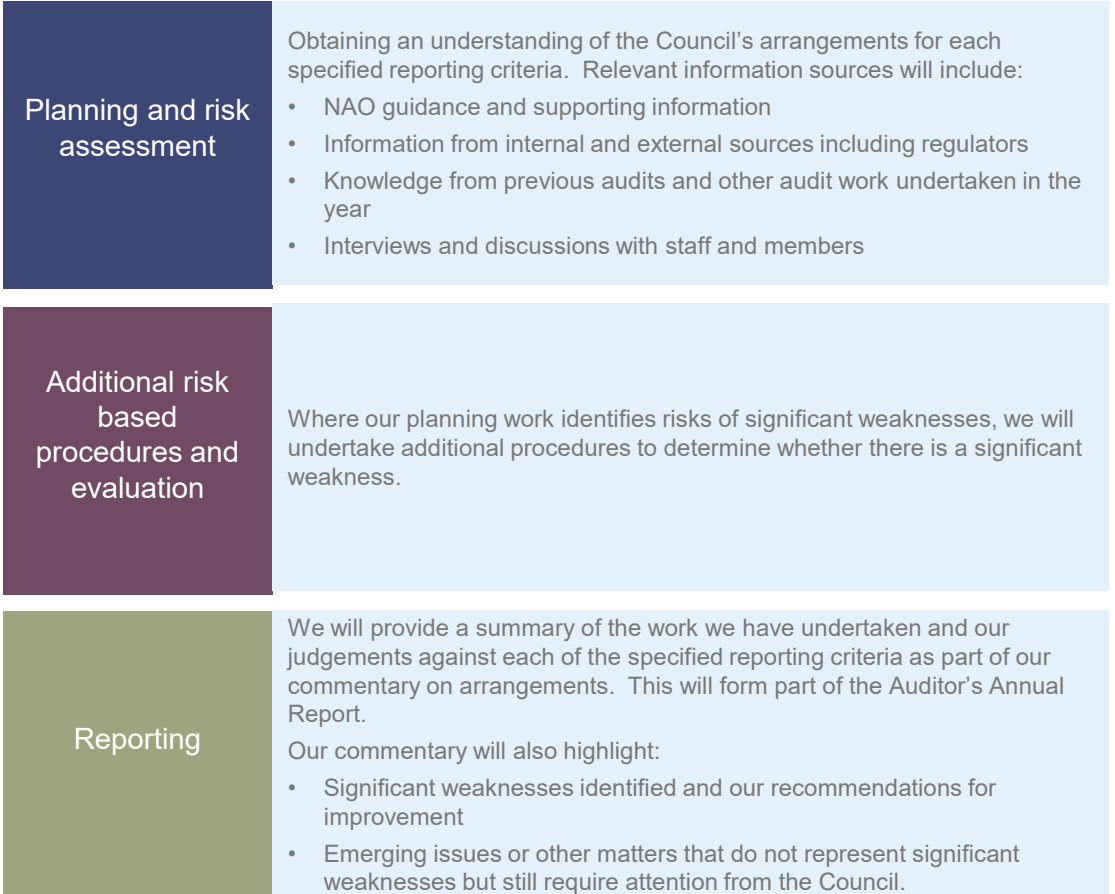 Planning and risk
assessment
Obtaining an understanding of the Council’s arrangements for each
specified reporting criteria.  Relevant information sources will include:
• NAO guidance and supporting information
• Information from internal and external sources including regulators
• Knowledge from previous audits and other audit work undertaken in the
year
• Interviews and discussions with staff and members
Additional risk
based
procedures and
evaluation
Where our planning work identifies risks of significant weaknesses, we will
undertake additional procedures to determine whether there is a significant
weakness.
Reporting
We will provide a summary of the work we have undertaken and our
judgements against each of the specified reporting criteria as part of our
commentary on arrangements.  This will form part of the Auditor’s Annual
Report.
Our commentary will also highlight:
• Significant weaknesses identified and our recommendations for
improvement
• Emerging issues or other matters that do not represent significant
weaknesses but still require attention from the Council.